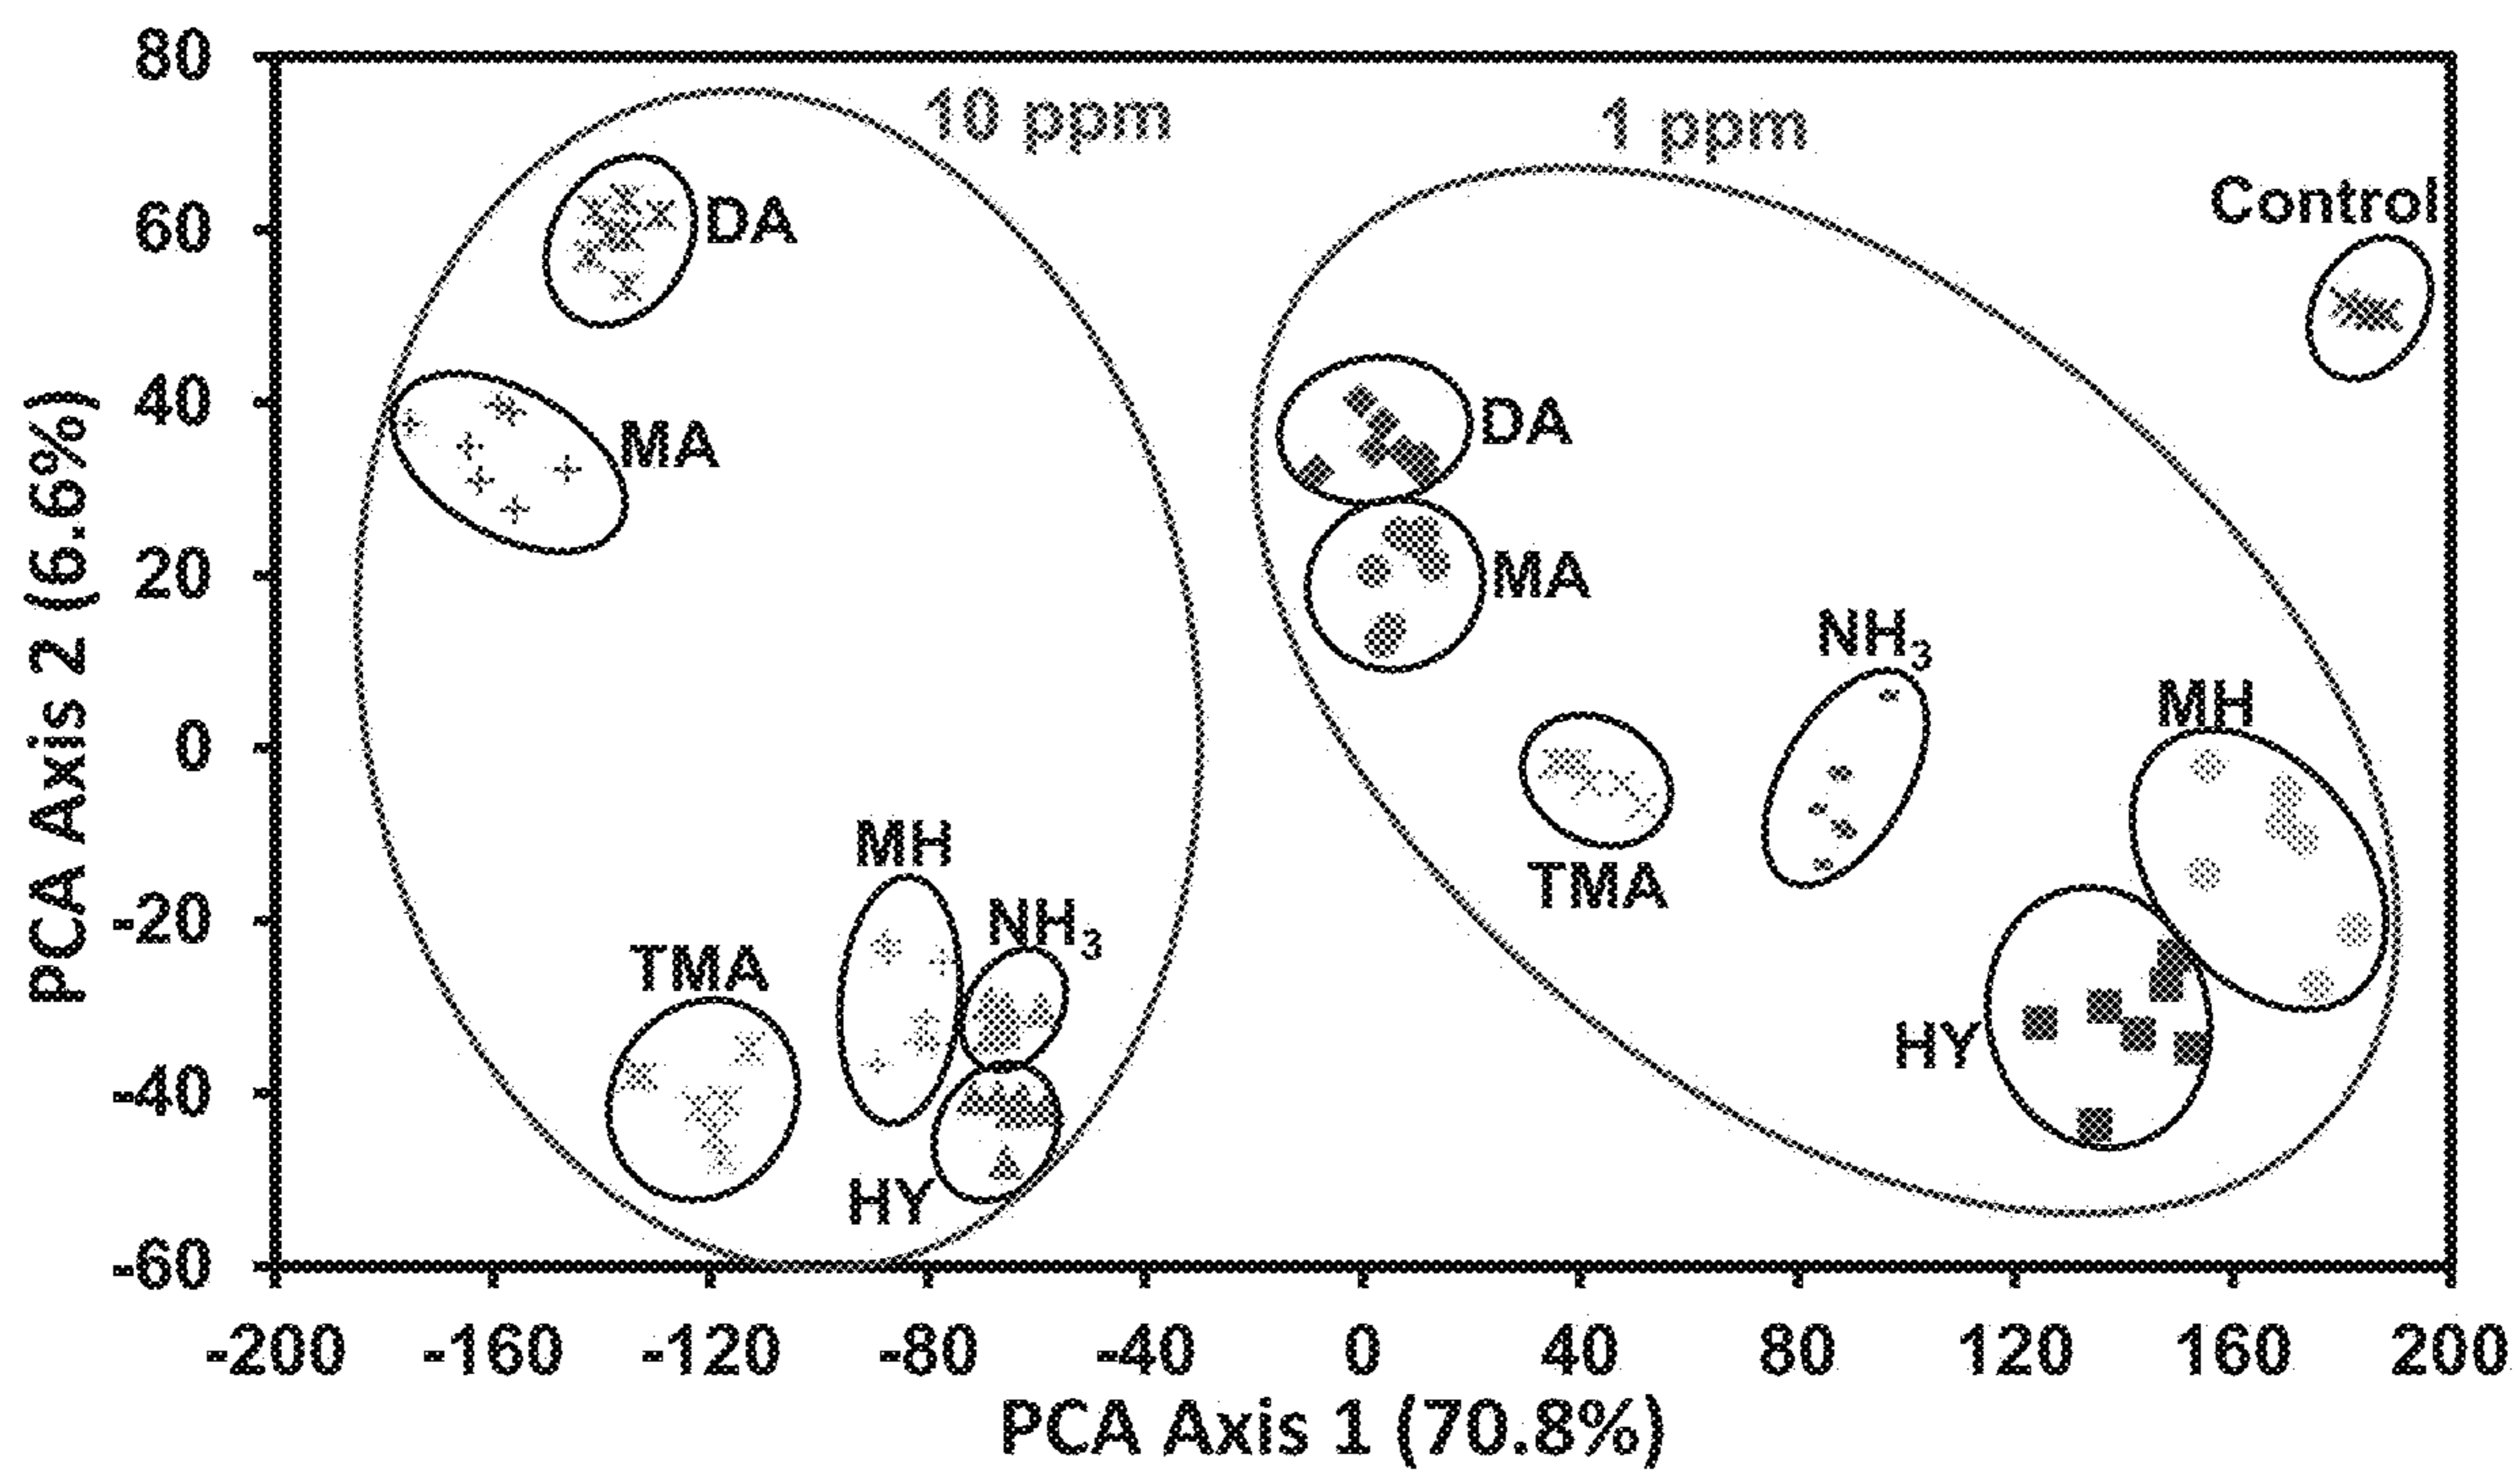 80
60
40
20
0
-20
-40
-60
PCA Axis 2 (6.6%)
10 ppm
1 ppm
Control
DA
MA
DA
MA
NH3
MH
TMA
HY
MH
NH3
TMA
HY
-200
-160
-120
-80
-40
0
40
80
120
160
200
PCA Axis 1 (70.8%)